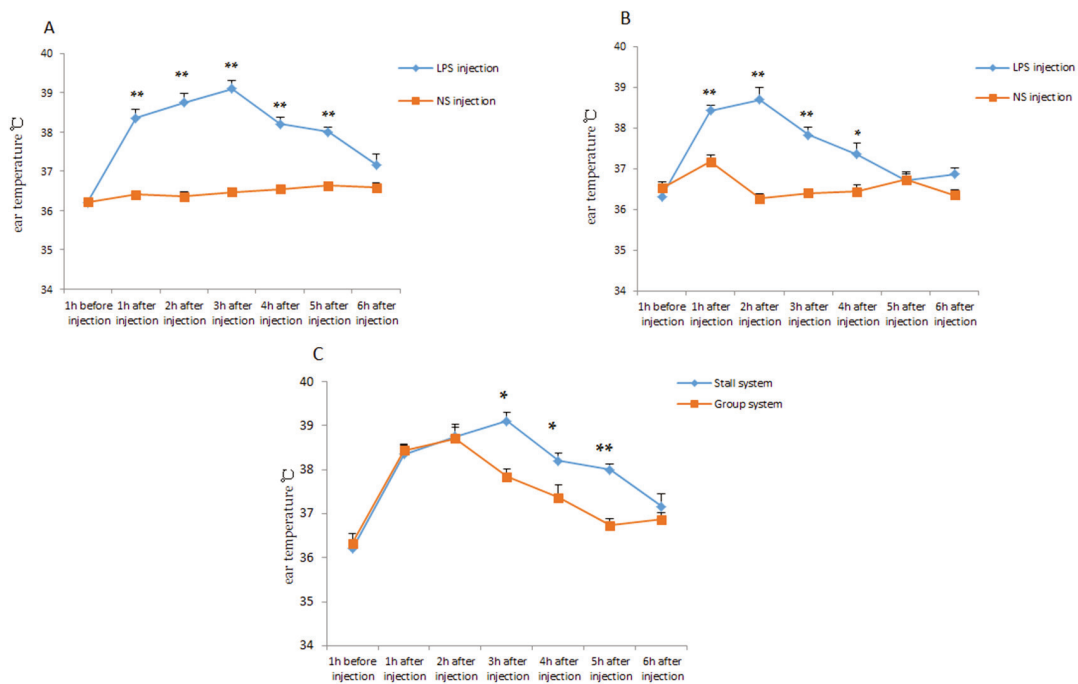 A
40
39
38
37
36
35
34
ear temperature ℃
**
**
**
**
**
LPS injection
NS injection
1h before 1h after 2h after 3h after 4h after 5h after 6h after
injection injection injection injection injection injection injection
B
40
39
38
37
36
35
34
ear temperature ℃
**
**
**
*
LPS injection
NS injection
1h before 1h after 2h after 3h after 4h after 5h after 6h after
injection injection injection injection injection injection injection
C
40
39
38
37
36
35
34
ear temperature ℃
*
*
**
Stall system
Group system
1h before 1h after 2h after 3h after 4h after 5h after 6h after
injection injection injection injection injection injection injection